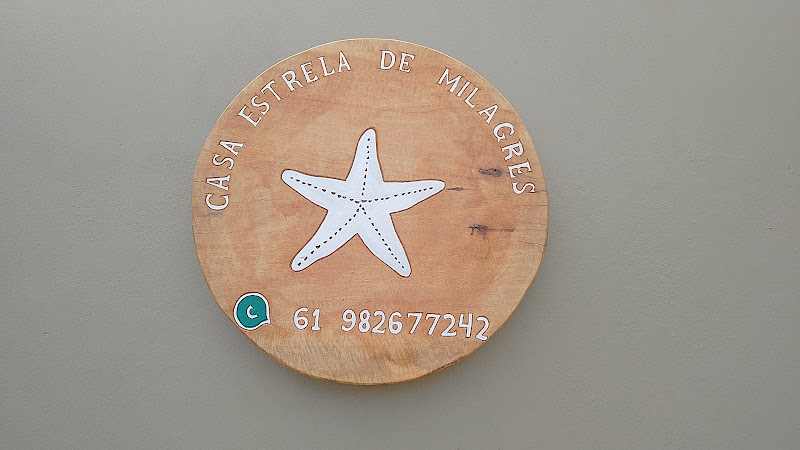 CASA ESTRELA DE MILAGRES
61 982677242